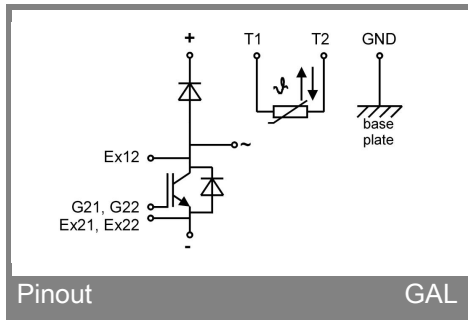 + T1 T2 GND
ϑ
base
plate
~
Ex12
G21, G22
Ex21, Ex22
-
Pinout GAL